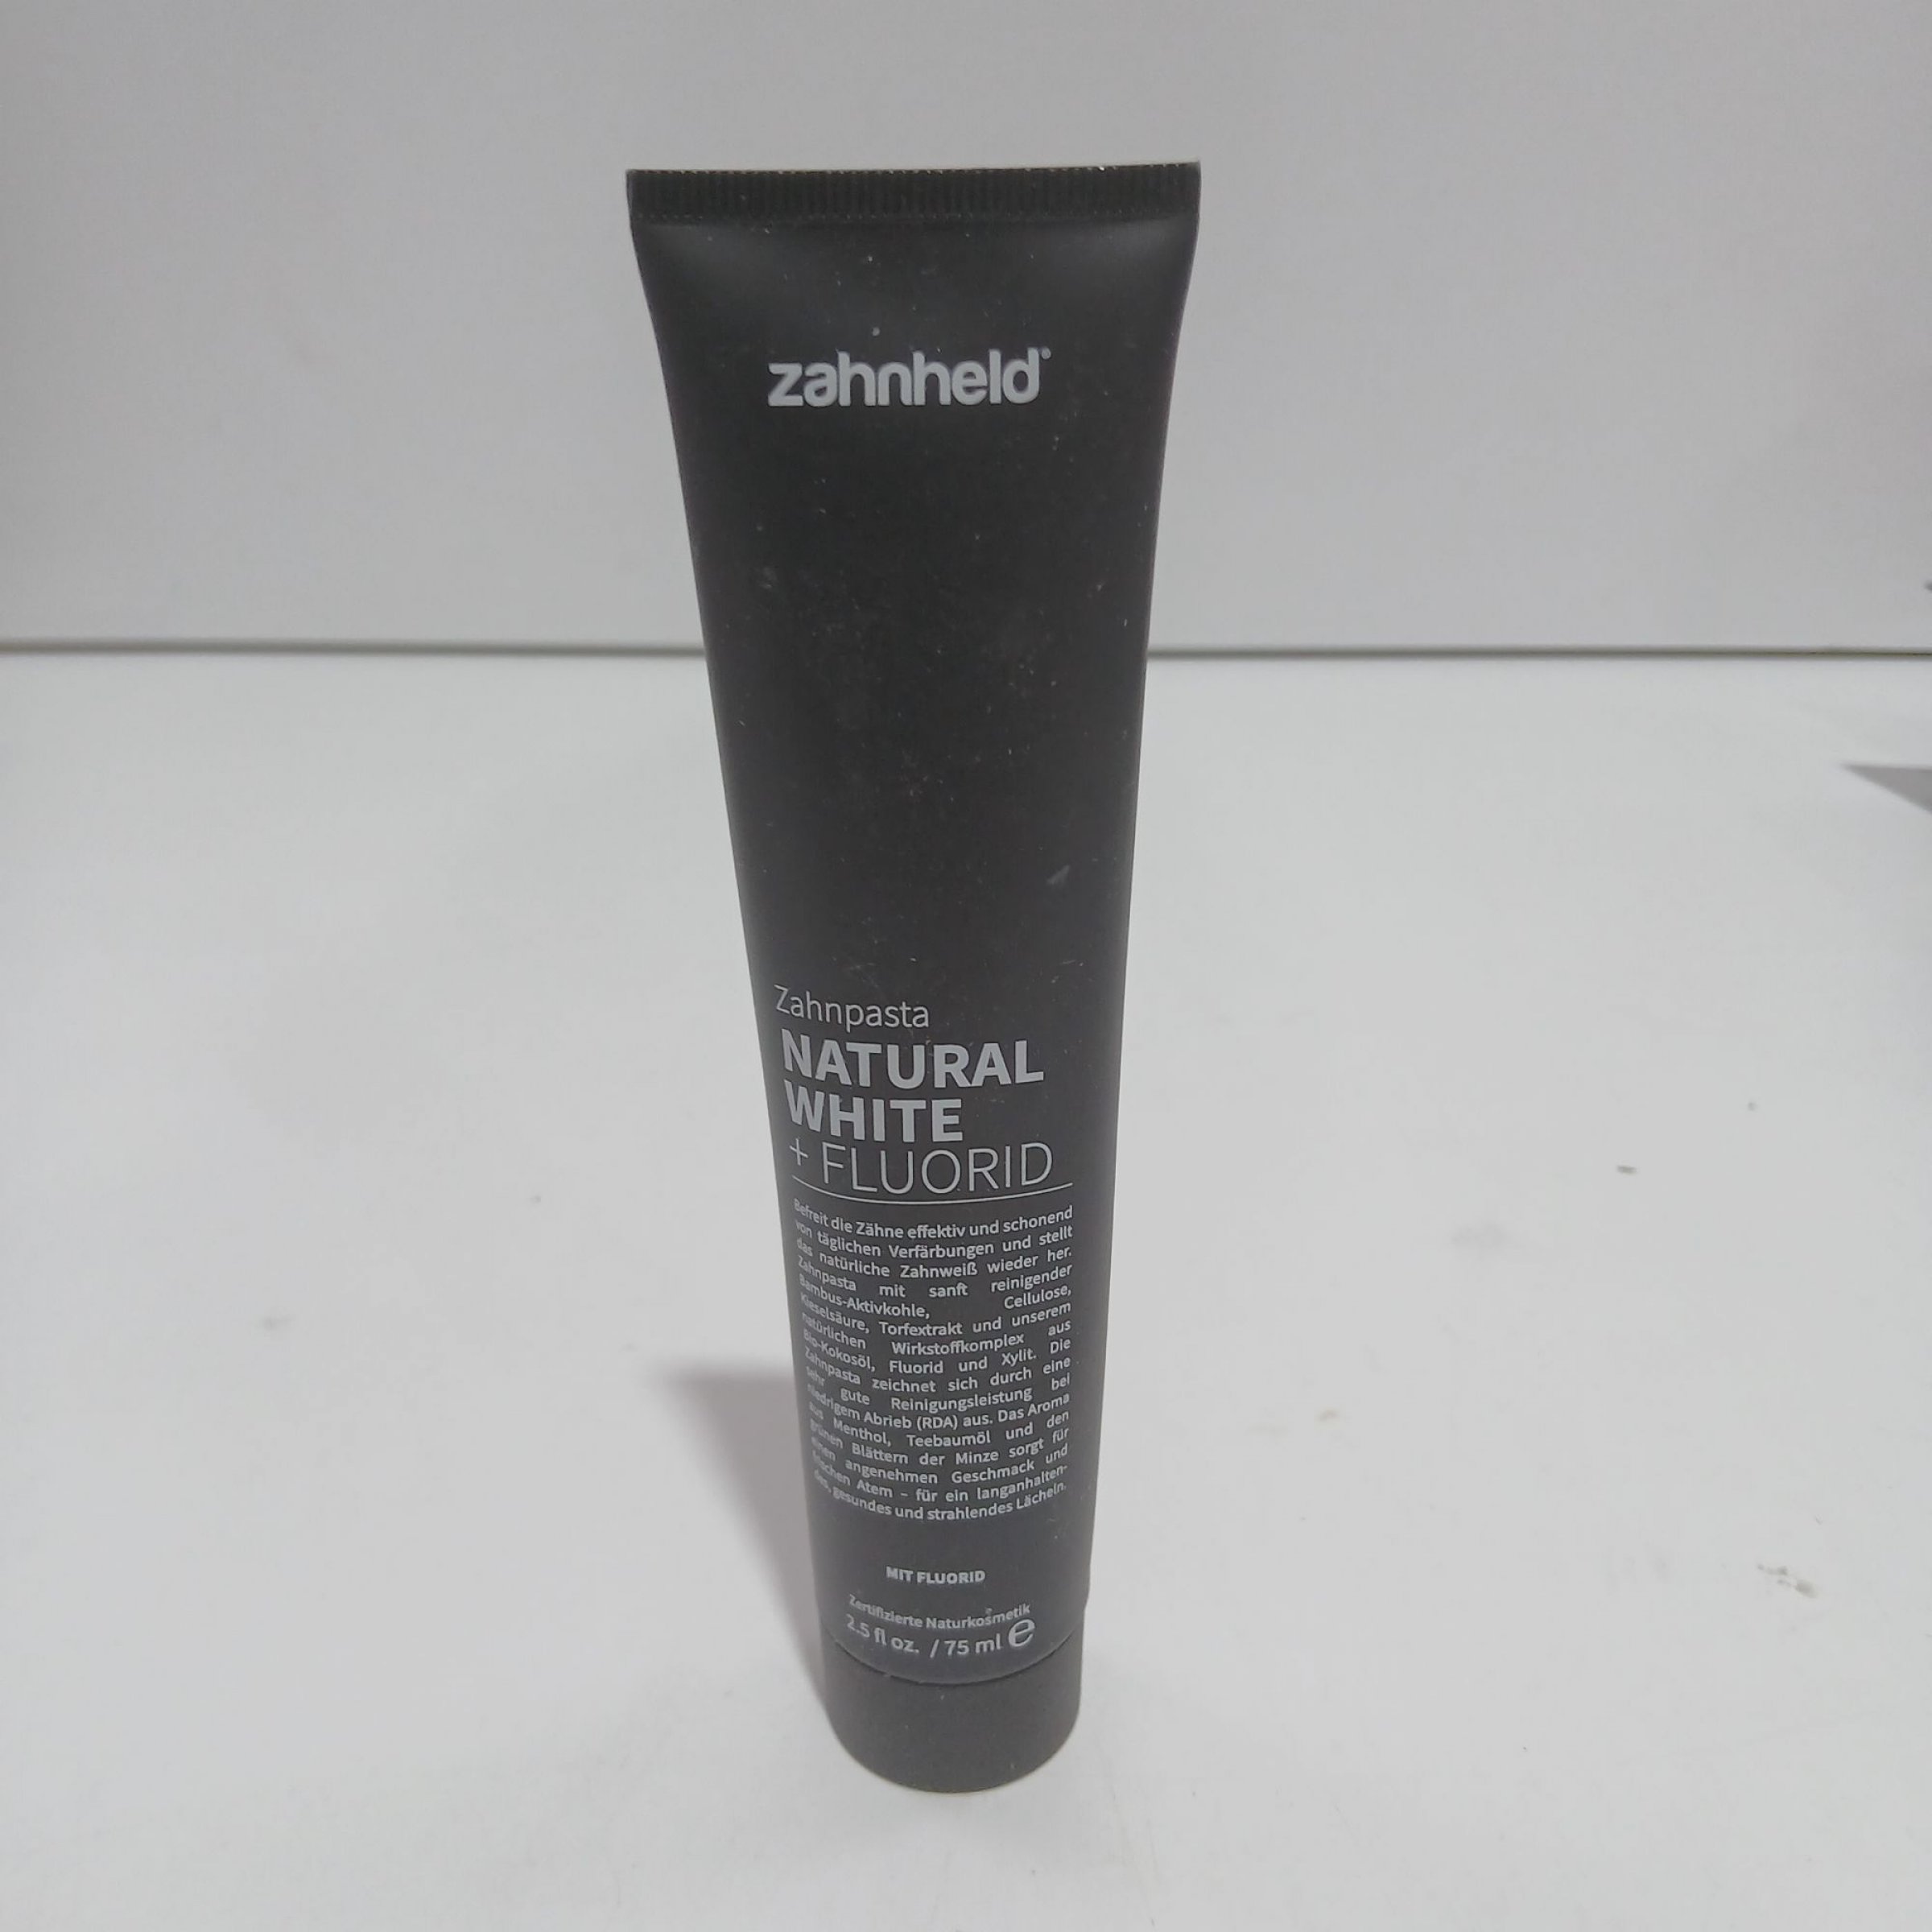 zahnheld®
Zahnpasta
NATURAL
WHITE
+ FLUORID
Befreit die Zähne effektiv und schonend
von täglichen Verfärbungen und stellt
das natürliche Zahnweiß wieder her.
Zahnpasta mit sanft reinigender
Bambus-Aktivkohle, Cellulose,
Kieselsäure, Torfextrakt und unserem
natürlichen Wirkstoffkomplex aus
Bio-Kokosöl, Fluorid und Xylit. Die
Zahnpasta zeichnet sich durch eine
sehr gute Reinigungsleistung bei
niedrigem Abrieb (RDA) aus. Das Aroma
aus Menthol, Teebaumöl und den
grünen Blättern der Minze sorgt für
einen angenehmen Geschmack und
frischen Atem – für ein langanhalten-
des, gesundes und strahlendes Lächeln.
MIT FLUORID
Zertifizierte Naturkosmetik
2.5 fl oz. / 75 ml ℮